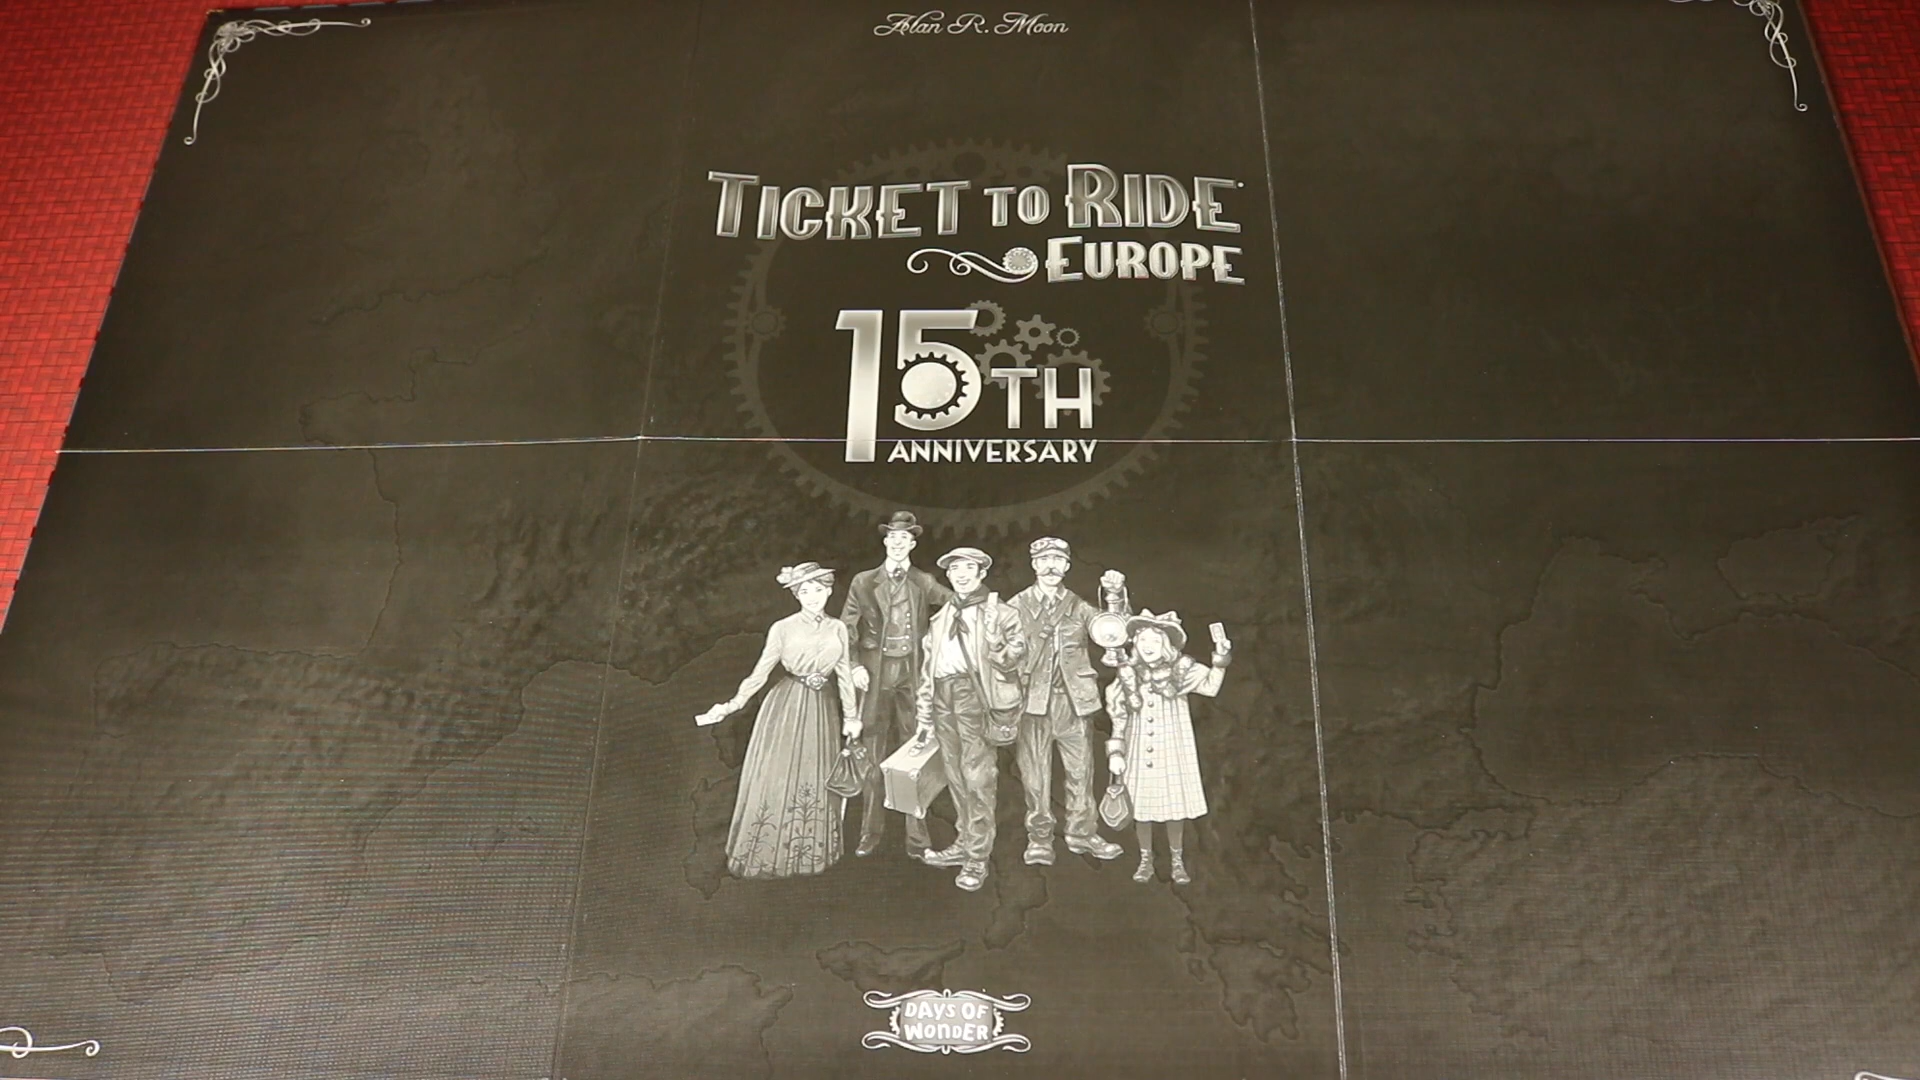 Alan R. Moon
TICKET TO RIDE
EUROPE
15TH
ANNIVERSARY
DAYS OF
WONDER